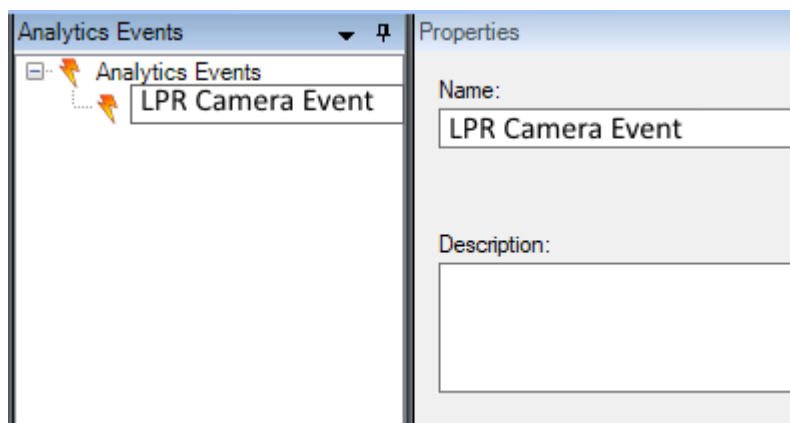 Analytics Events
Analytics Events
LPR Camera Event
Properties
Name:
LPR Camera Event
Description: